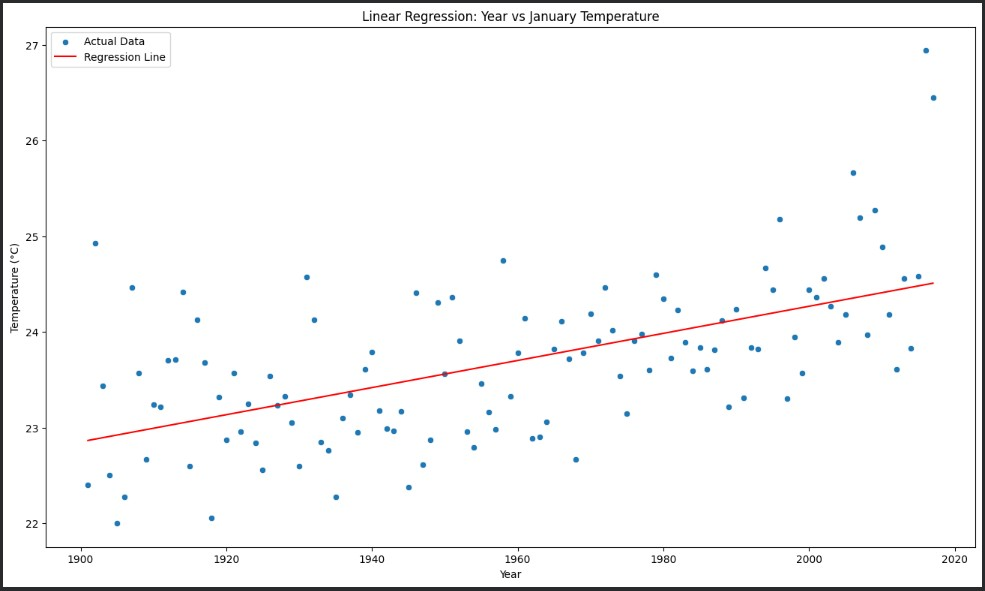 Linear Regression: Year vs January Temperature
Actual Data
Regression Line
27
26
25
24
23
22
Temperature (°C)
1900
1920
1940
1960
1980
2000
2020
Year